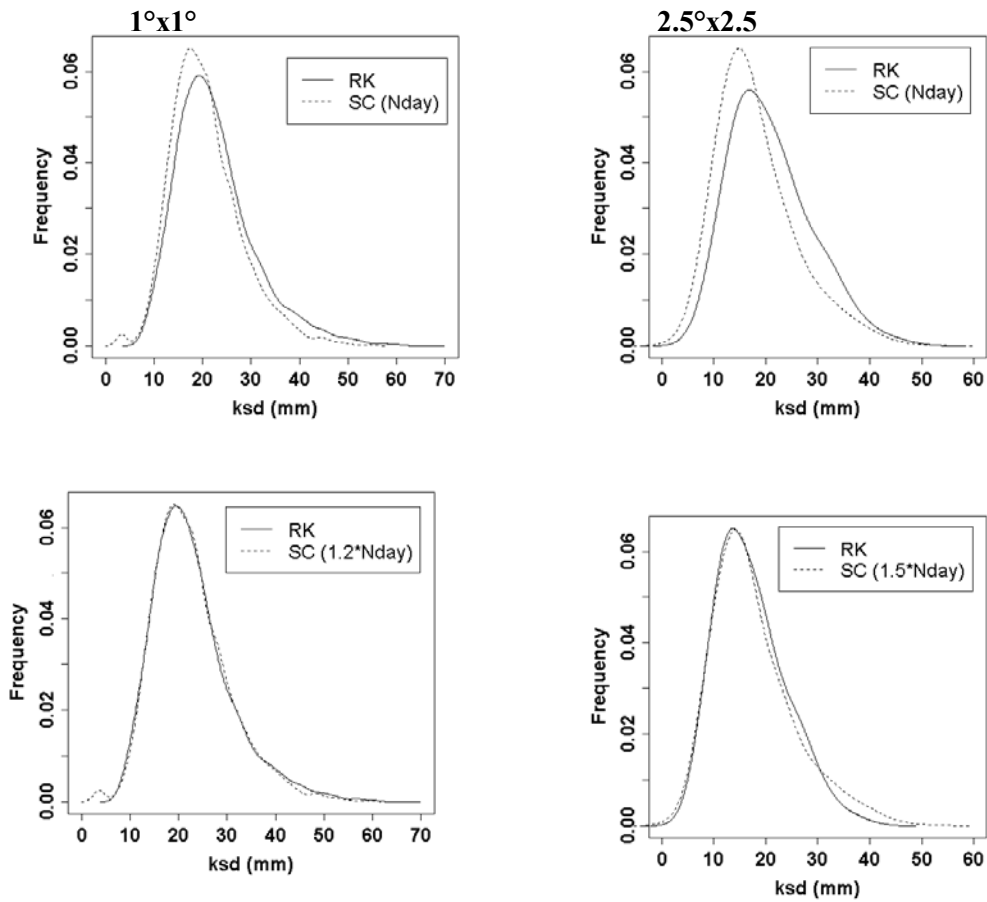 1°x1°
2.5°x2.5
RK
SC (Nday)
Frequency
0.00
0.02
0.04
0.06
0 10 20 30 40 50 60 70
ksd (mm)
RK
SC (Nday)
Frequency
0.00
0.02
0.04
0.06
0 10 20 30 40 50 60
ksd (mm)
RK
SC (1.2*Nday)
Frequency
0.00
0.02
0.04
0.06
0 10 20 30 40 50 60 70
ksd (mm)
RK
SC (1.5*Nday)
Frequency
0.00
0.02
0.04
0.06
0 10 20 30 40 50 60
ksd (mm)